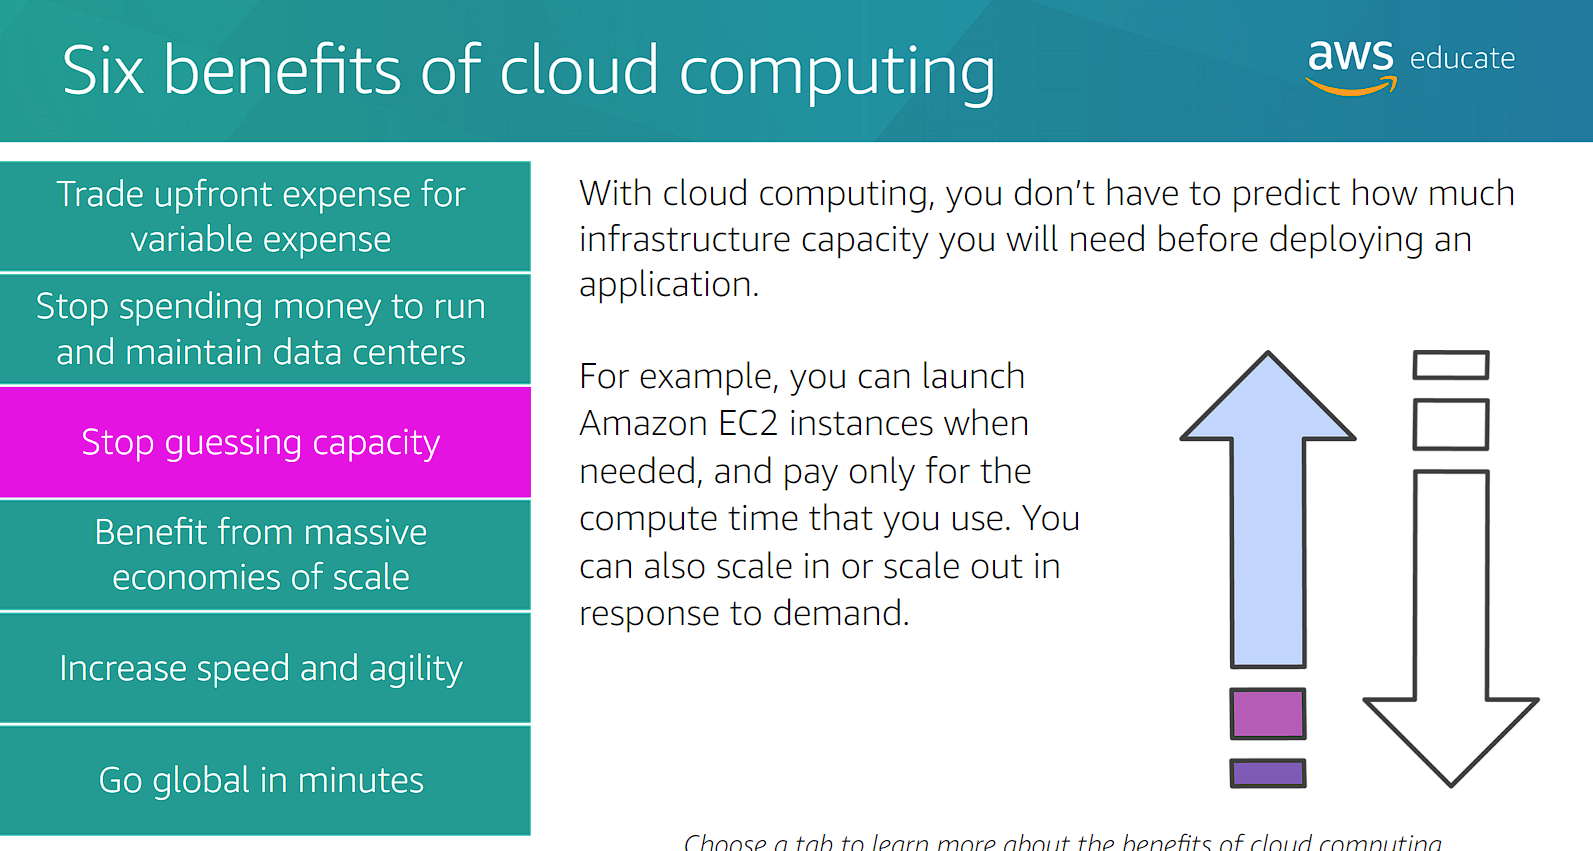 Six benefits of cloud computing
aws educate
Trade upfront expense for
variable expense
Stop spending money to run
and maintain data centers
Stop guessing capacity
Benefit from massive
economies of scale
Increase speed and agility
Go global in minutes
With cloud computing, you don't have to predict how much
infrastructure capacity you will need before deploying an
application.
For example, you can launch
Amazon EC2 instances when
needed, and pay only for the
compute time that you use. You
can also scale in or scale out in
response to demand.
Choose a tab to learn more about the benefits of cloud computing